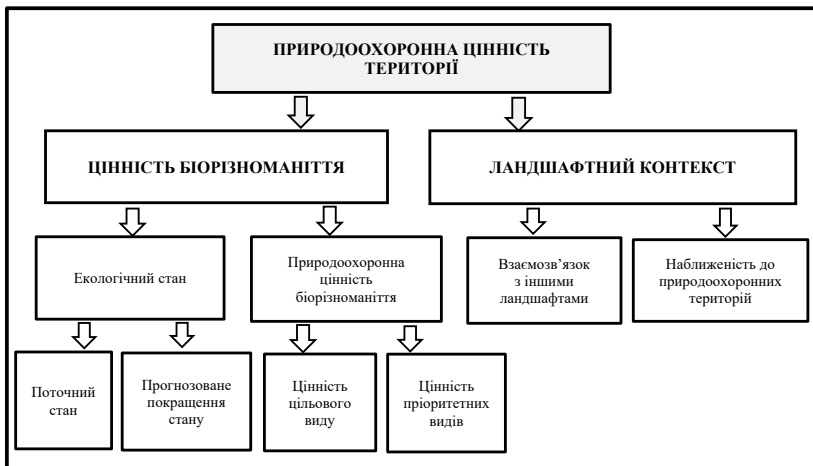 ПРИРОДООХОРОННА ЦІННІСТЬ
ТЕРИТОРІЇ
ЦІННІСТЬ БІОРІЗНОМАНІТТЯ
ЛАНДШАФТНИЙ КОНТЕКСТ
Екологічний стан
Природоохоронна
цінність
біорізноманіття
Взаємозв’язок
з іншими
ландшафтами
Наближеність до
природоохоронних
територій
Поточний
стан
Прогнозоване
покращення
стану
Цінність
цільового
виду
Цінність
пріоритетних
видів